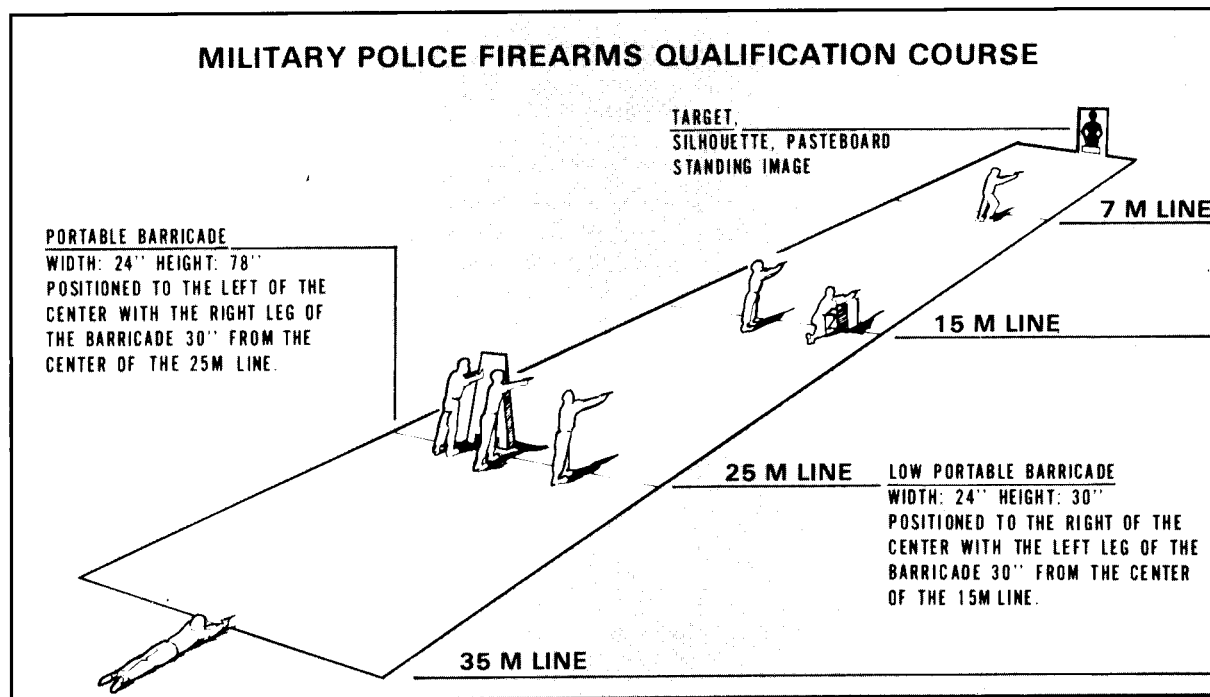 MILITARY POLICE FIREARMS QUALIFICATION COURSE
TARGET,
SILHOUETTE, PASTEBOARD
STANDING IMAGE
7 M LINE
PORTABLE BARRICADE
WIDTH: 24'' HEIGHT: 78''
POSITIONED TO THE LEFT OF THE
CENTER WITH THE RIGHT LEG OF
THE BARRICADE 30'' FROM THE
CENTER OF THE 25M LINE.
15 M LINE
25 M LINE
LOW PORTABLE BARRICADE
WIDTH: 24'' HEIGHT: 30''
POSITIONED TO THE RIGHT OF THE
CENTER WITH THE LEFT LEG OF THE
BARRICADE 30'' FROM THE CENTER
OF THE 15M LINE.
35 M LINE